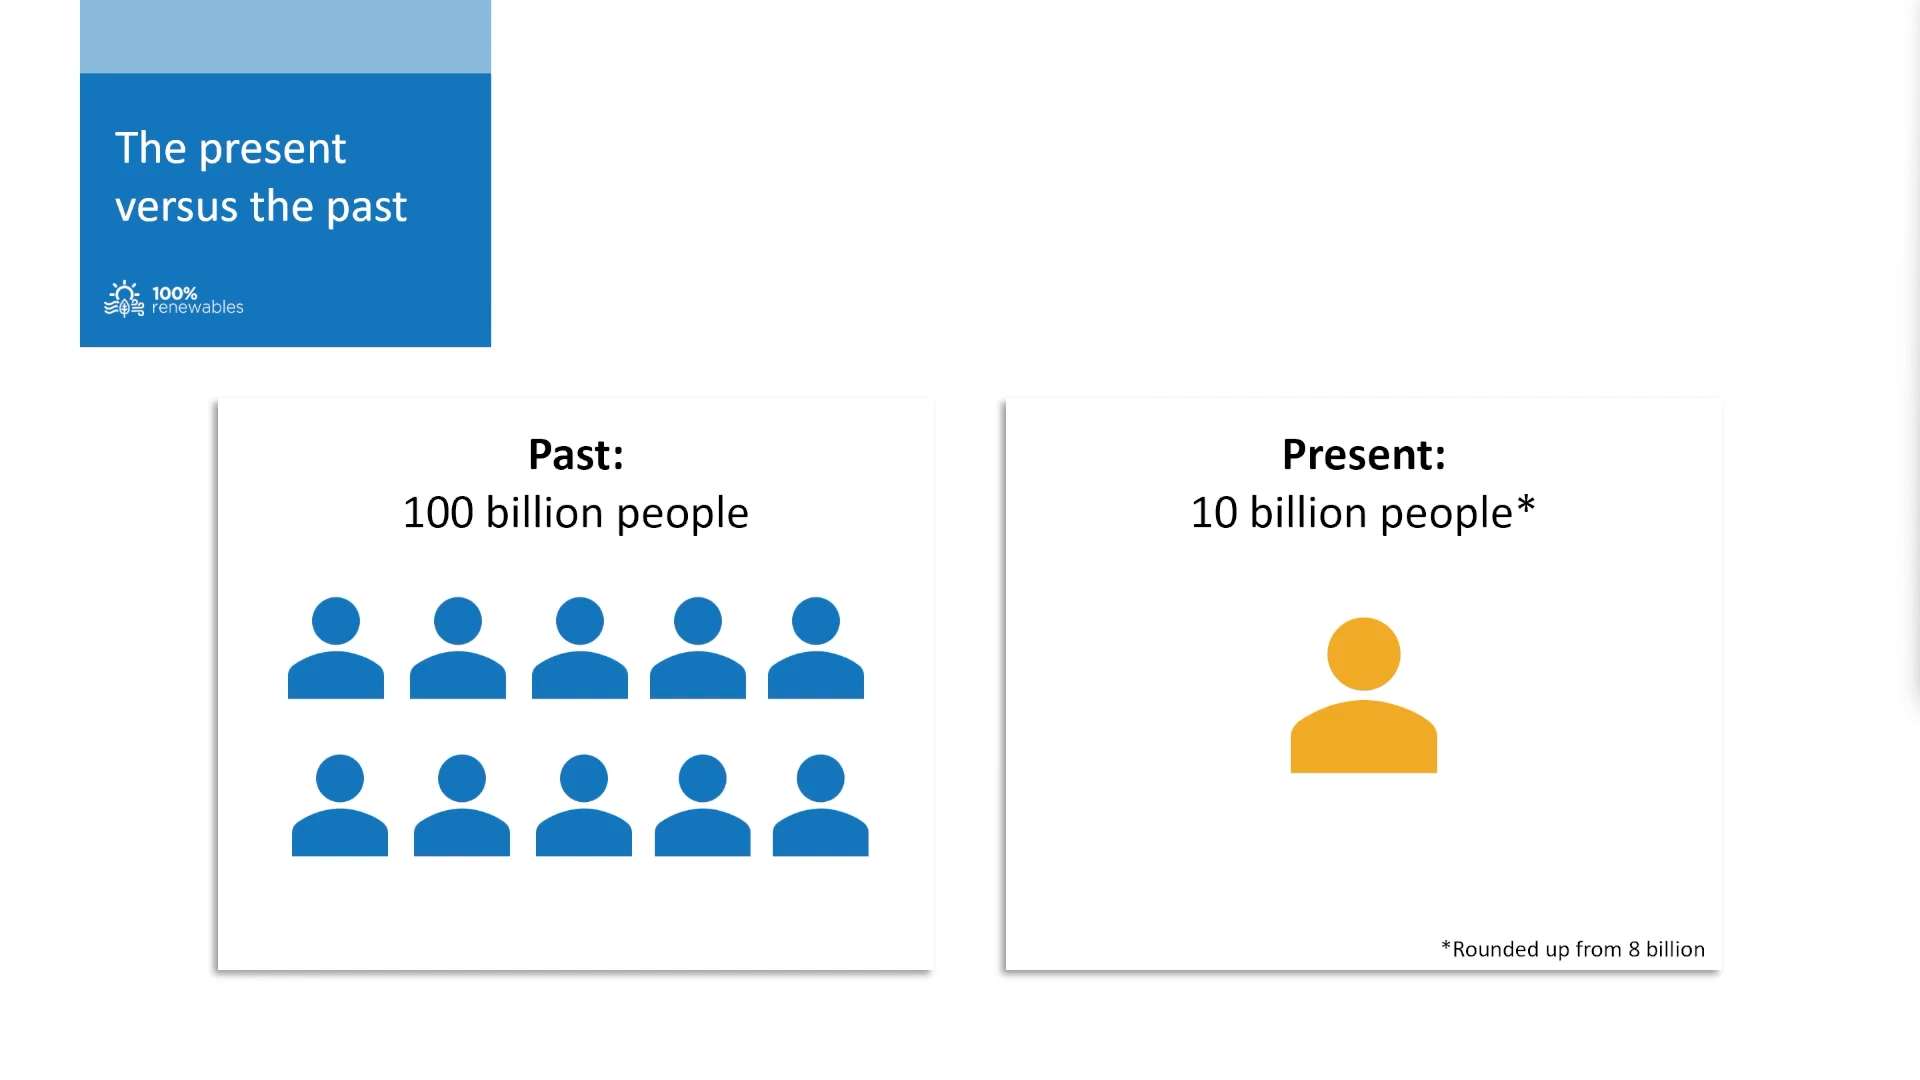 The present
versus the past
100%
renewables
Past:
100 billion people
Present:
10 billion people*
*Rounded up from 8 billion